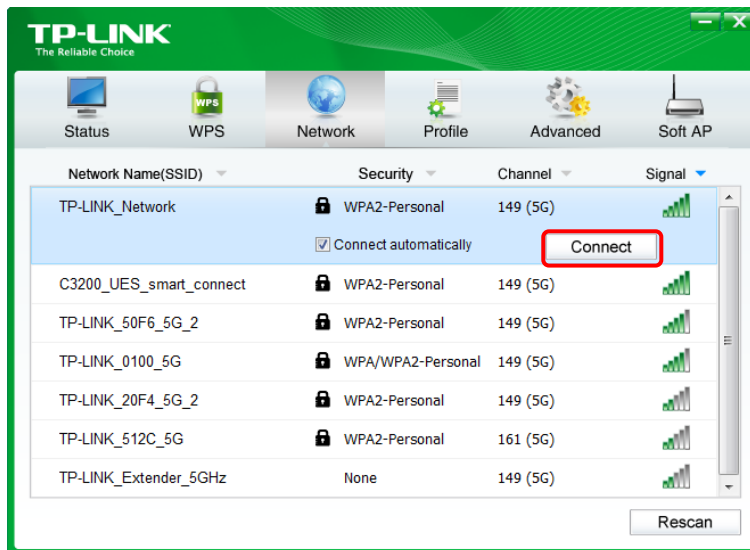 TP-LINK
The Reliable Choice
Status WPS Network Profile Advanced Soft AP
WPS
Network Name(SSID) Security Channel Signal
TP-LINK_Network WPA2-Personal 149 (5G)
Connect automatically Connect
C3200_UES_smart_connect WPA2-Personal 149 (5G)
TP-LINK_50F6_5G_2 WPA2-Personal 149 (5G)
TP-LINK_0100_5G WPA/WPA2-Personal 149 (5G)
TP-LINK_20F4_5G_2 WPA2-Personal 149 (5G)
TP-LINK_512C_5G WPA2-Personal 161 (5G)
TP-LINK_Extender_5GHz None 149 (5G)
Rescan